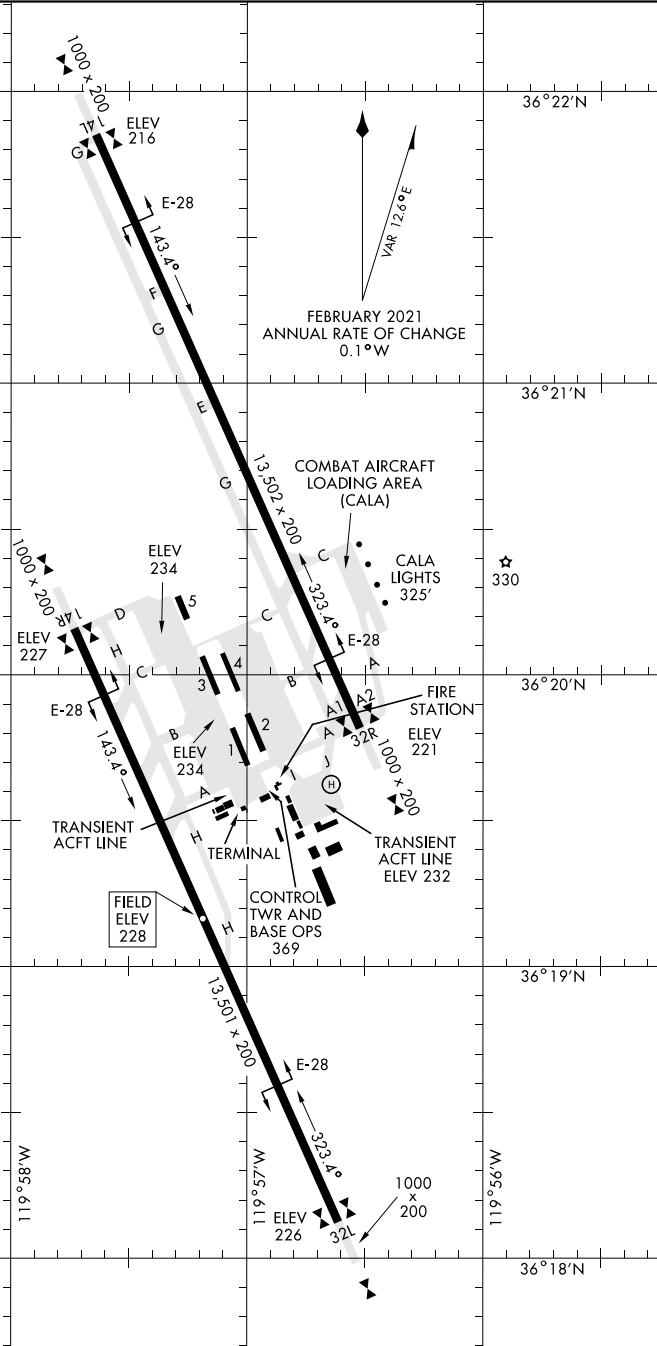 1000 x 200
36°22'N
14L
ELEV
216
G
E-28
143.4°
VAR 12.6°E
F
G
FEBRUARY 2021
ANNUAL RATE OF CHANGE
0.1°W
36°21'N
E
13,502 x 200
COMBAT AIRCRAFT
LOADING AREA
(CALA)
G
1000 x 200
ELEV
234
C
CALA
LIGHTS
325'
330
323.4°
14R
D
5
C
ELEV
227
H
E-28
A
C
4
3
B
36°20'N
E-28
A1
A2
FIRE
STATION
143.4°
B
2
1
A
32R
ELEV
221
ELEV
234
J
1000 x 200
H
A
TRANSIENT
ACFT LINE
H
TERMINAL
TRANSIENT
ACFT LINE
ELEV 232
FIELD
ELEV
228
CONTROL
TWR AND
BASE OPS
369
H
36°19'N
13,501 x 200
E-28
323.4°
119°58'W
119°57'W
119°56'W
1000
x
200
ELEV
226
32L
36°18'N